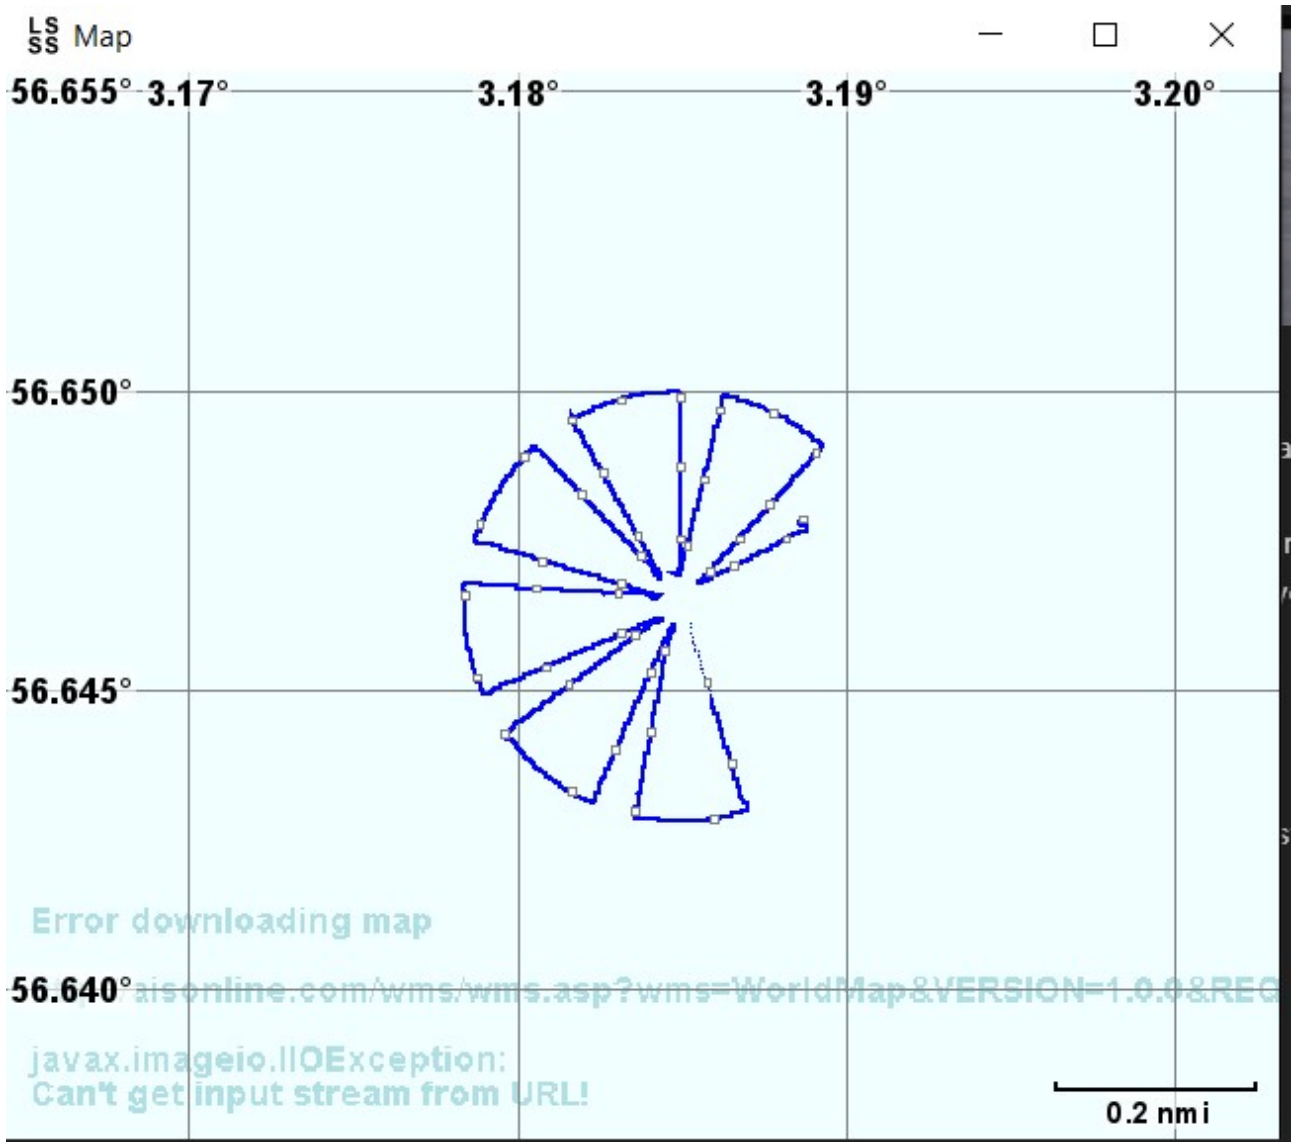 LS
SS Map
56.655° 3.17° 3.18° 3.19° 3.20°
56.650°
56.645°
Error downloading map
56.640° aisonline.com/wms/wms.asp?wms=WorldMap&VERSION=1.0.0&REQ
javax.imageio.IIOException:
Can't get input stream from URL!
0.2 nmi